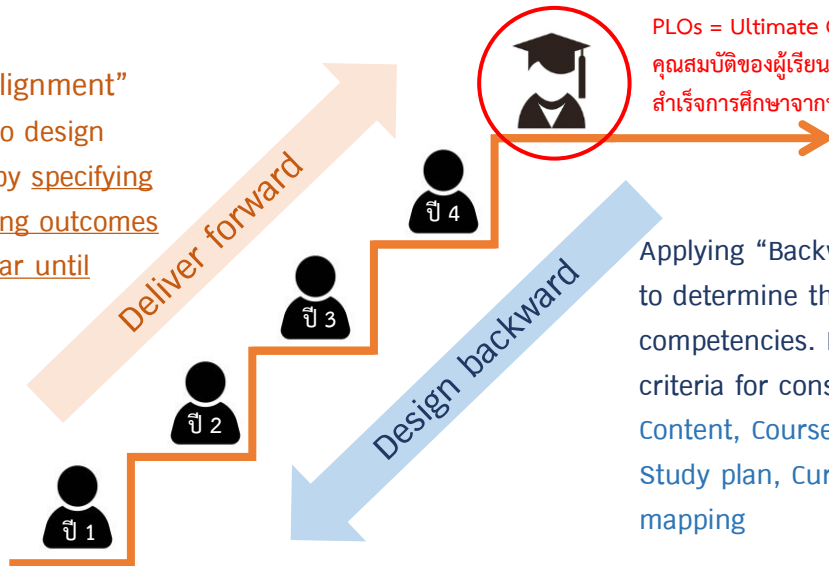 PLOs = Ultimate
คุณสมบัติของผู้เรียน
สำเร็จการศึกษาจาก
lignment"
o design
by specifying
ng outcomes
ar until
Deliver forward
ปี 4
ปี 3
ปี 2
ปี 1
Design backward
Applying "Backw
to determine th
competencies.
criteria for cons
Content, Course
Study plan, Cur
mapping